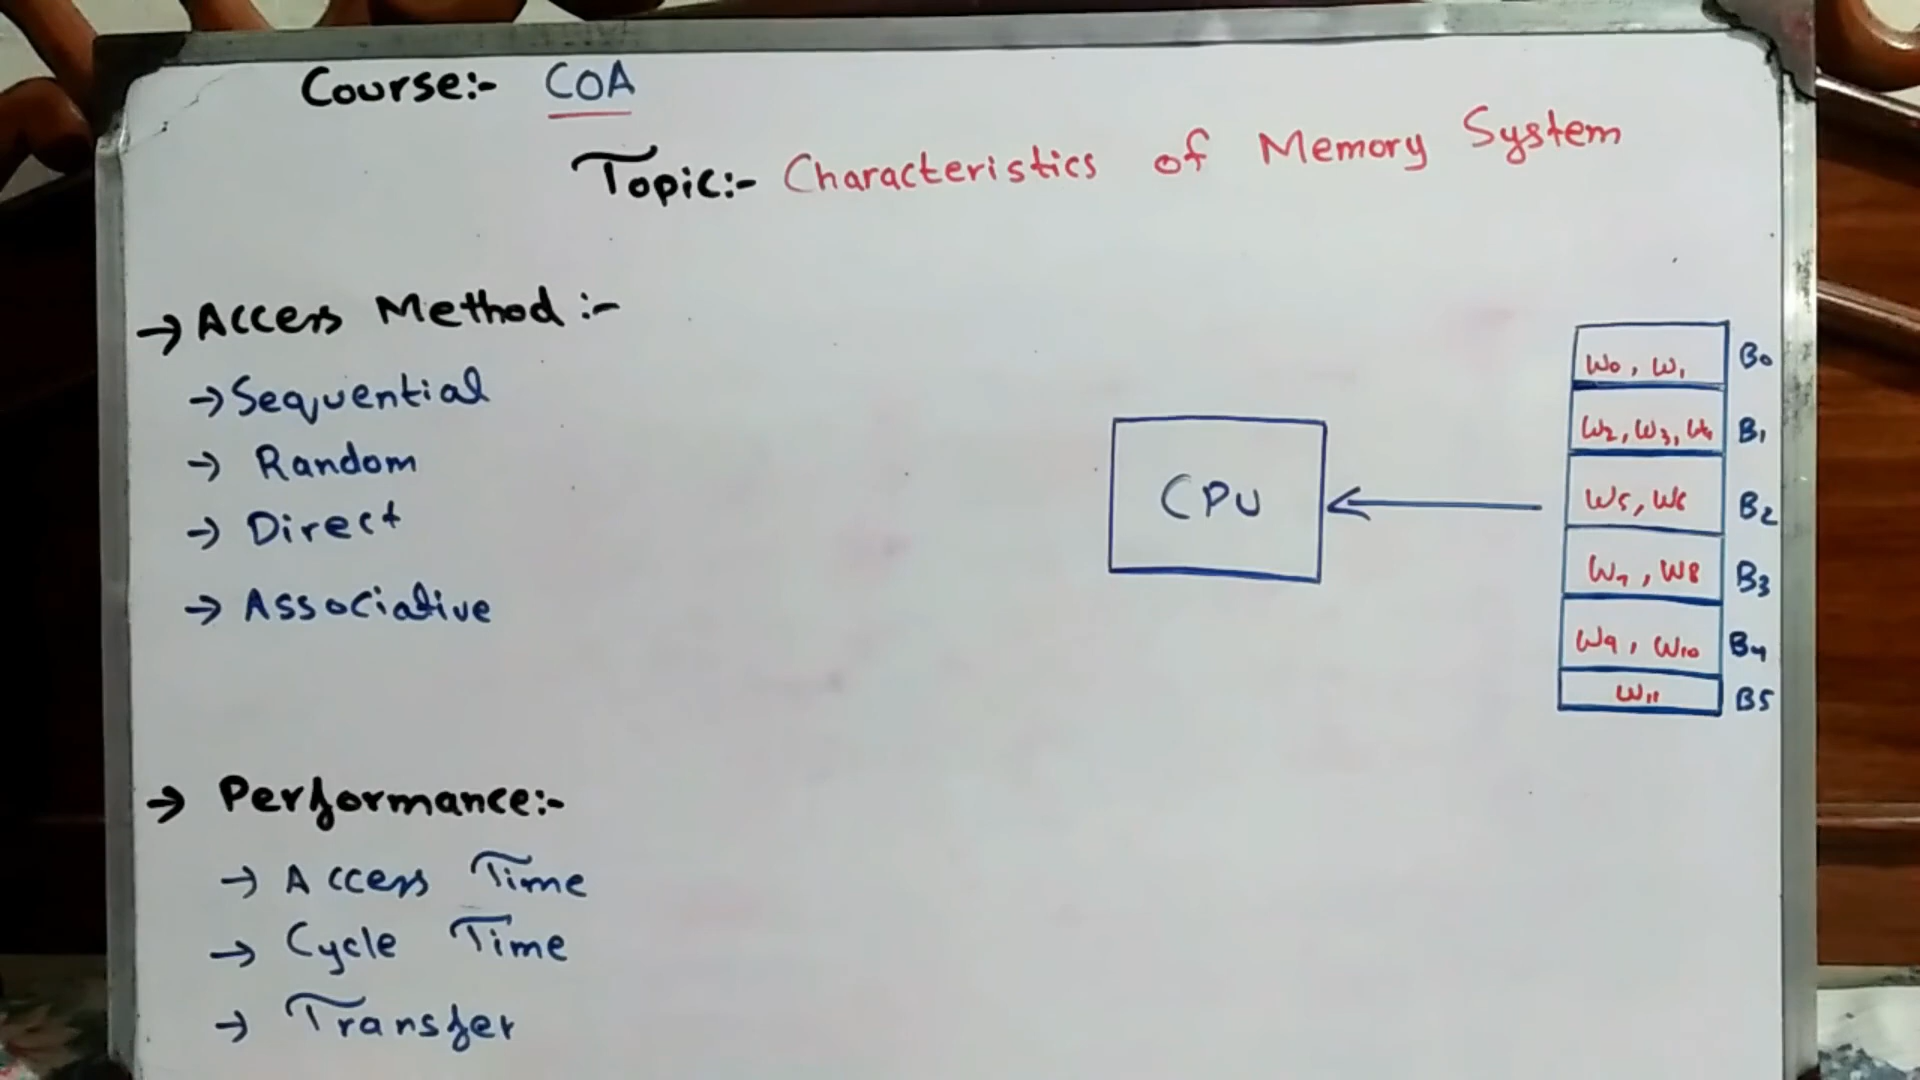 Course:- COA
Topic:- Characteristics of Memory System
→ Access Method :-
→ Sequential
→ Random
→ Direct
→ Associative
→ Performance:-
→ Access Time
→ Cycle Time
→ Transfer
CPU
W0, W1 B0
W2, W3, W4 B1
W5, W6 B2
W7, W8 B3
W9, W10 B4
W11 B5